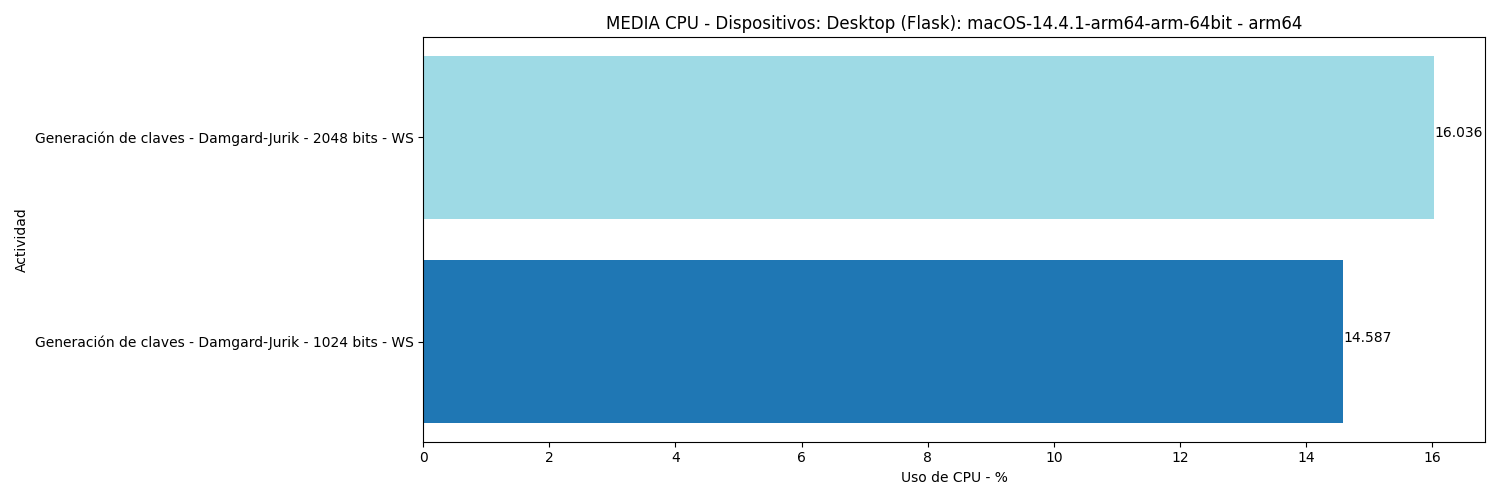 MEDIA CPU - Dispositivos: Desktop (Flask): macOS-14.4.1-arm64-arm-64bit - arm64
Generación de claves - Damgard-Jurik - 2048 bits - WS
16.036
Actividad
Generación de claves - Damgard-Jurik - 1024 bits - WS
14.587
0 2 4 6 8 10 12 14 16
Uso de CPU - %